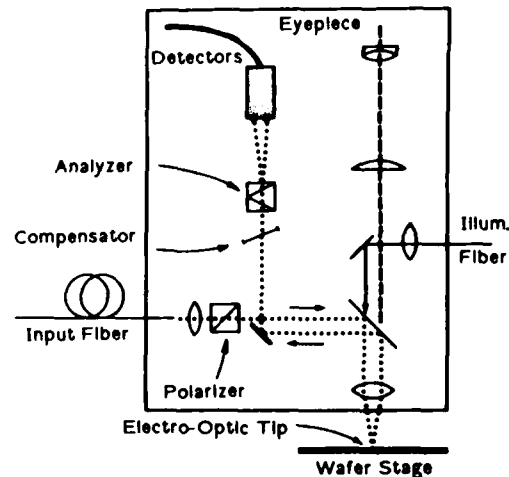 Eyepiece
Detectors
Analyzer
Compensator
Illum.
Fiber
Input Fiber
Polarizer
Electro-Optic Tip
Wafer Stage